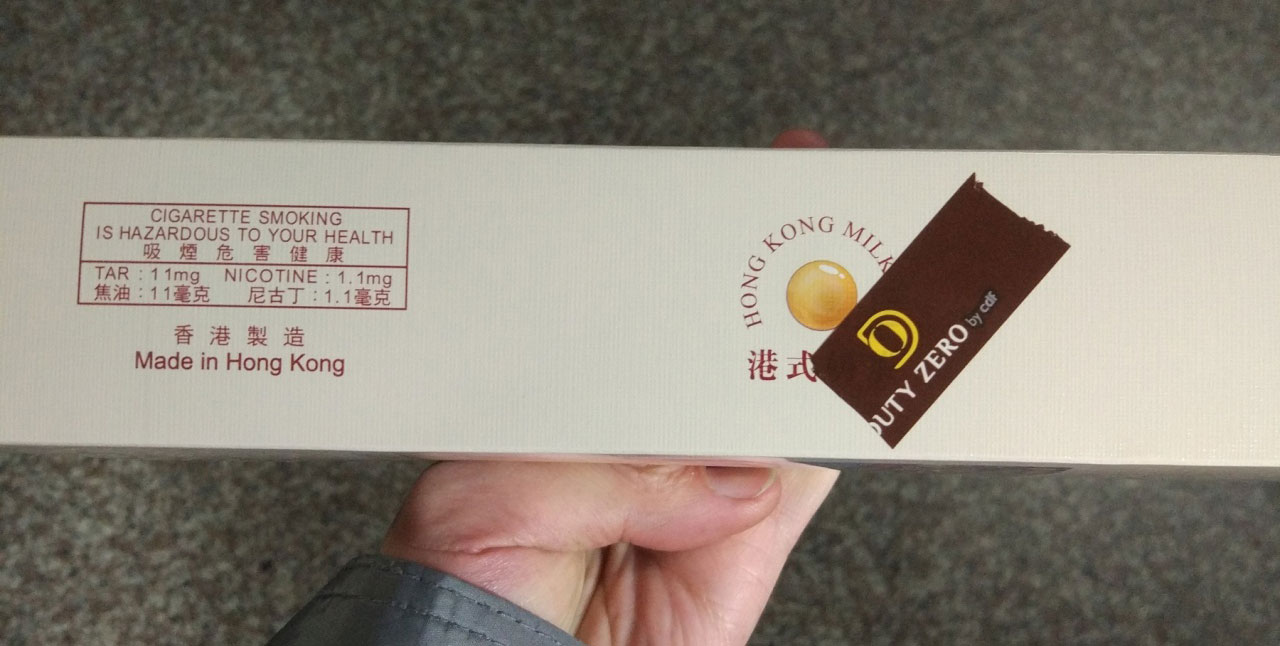 CIGARETTE SMOKING
IS HAZARDOUS TO YOUR HEALTH
吸煙危害健康
TAR : 11mg NICOTINE : 1.1mg
焦油 : 11毫克 尼古丁 : 1.1毫克
香港製造
Made in Hong Kong
HONG KONG MILK
港式
DUTY ZERO by cdf